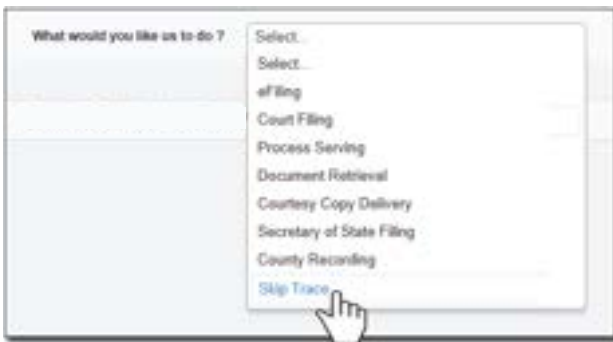 What would you like us to do ?
Select...
Select...
eFiling
Court Filing
Process Serving
Document Retrieval
Courtesy Copy Delivery
Secretary of State Filing
County Recording
Skip Trace